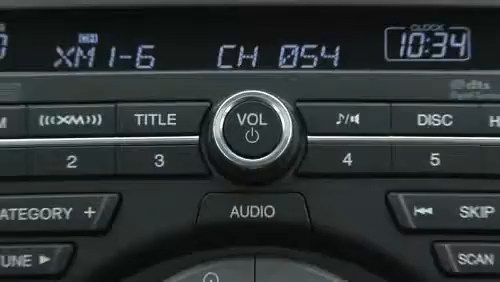 XM1-6 CH 054 CLOCK 10:34
dts
XM TITLE VOL DISC
2 3 4 5
ATEGORY + AUDIO SKIP
UNE SCAN